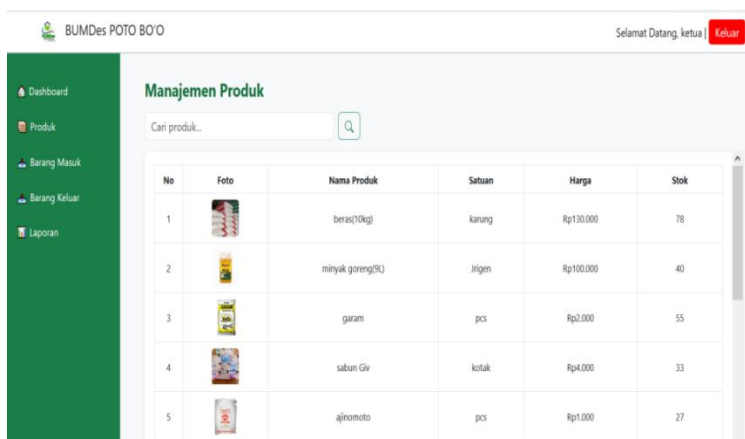 BUMDes POTO BO'O
Selamat Datang, ketua | Keluar
Dashboard
Produk
Barang Masuk
Barang Keluar
Laporan
Manajemen Produk
Cari produk...
No Foto Nama Produk Satuan Harga Stok
1 beras(10kg) karung Rp130.000 78
2 minyak goreng(9L) Jrigen Rp100.000 40
3 garam pcs Rp2.000 55
4 sabun Giv kotak Rp4.000 33
5 ajinomoto pcs Rp1.000 27